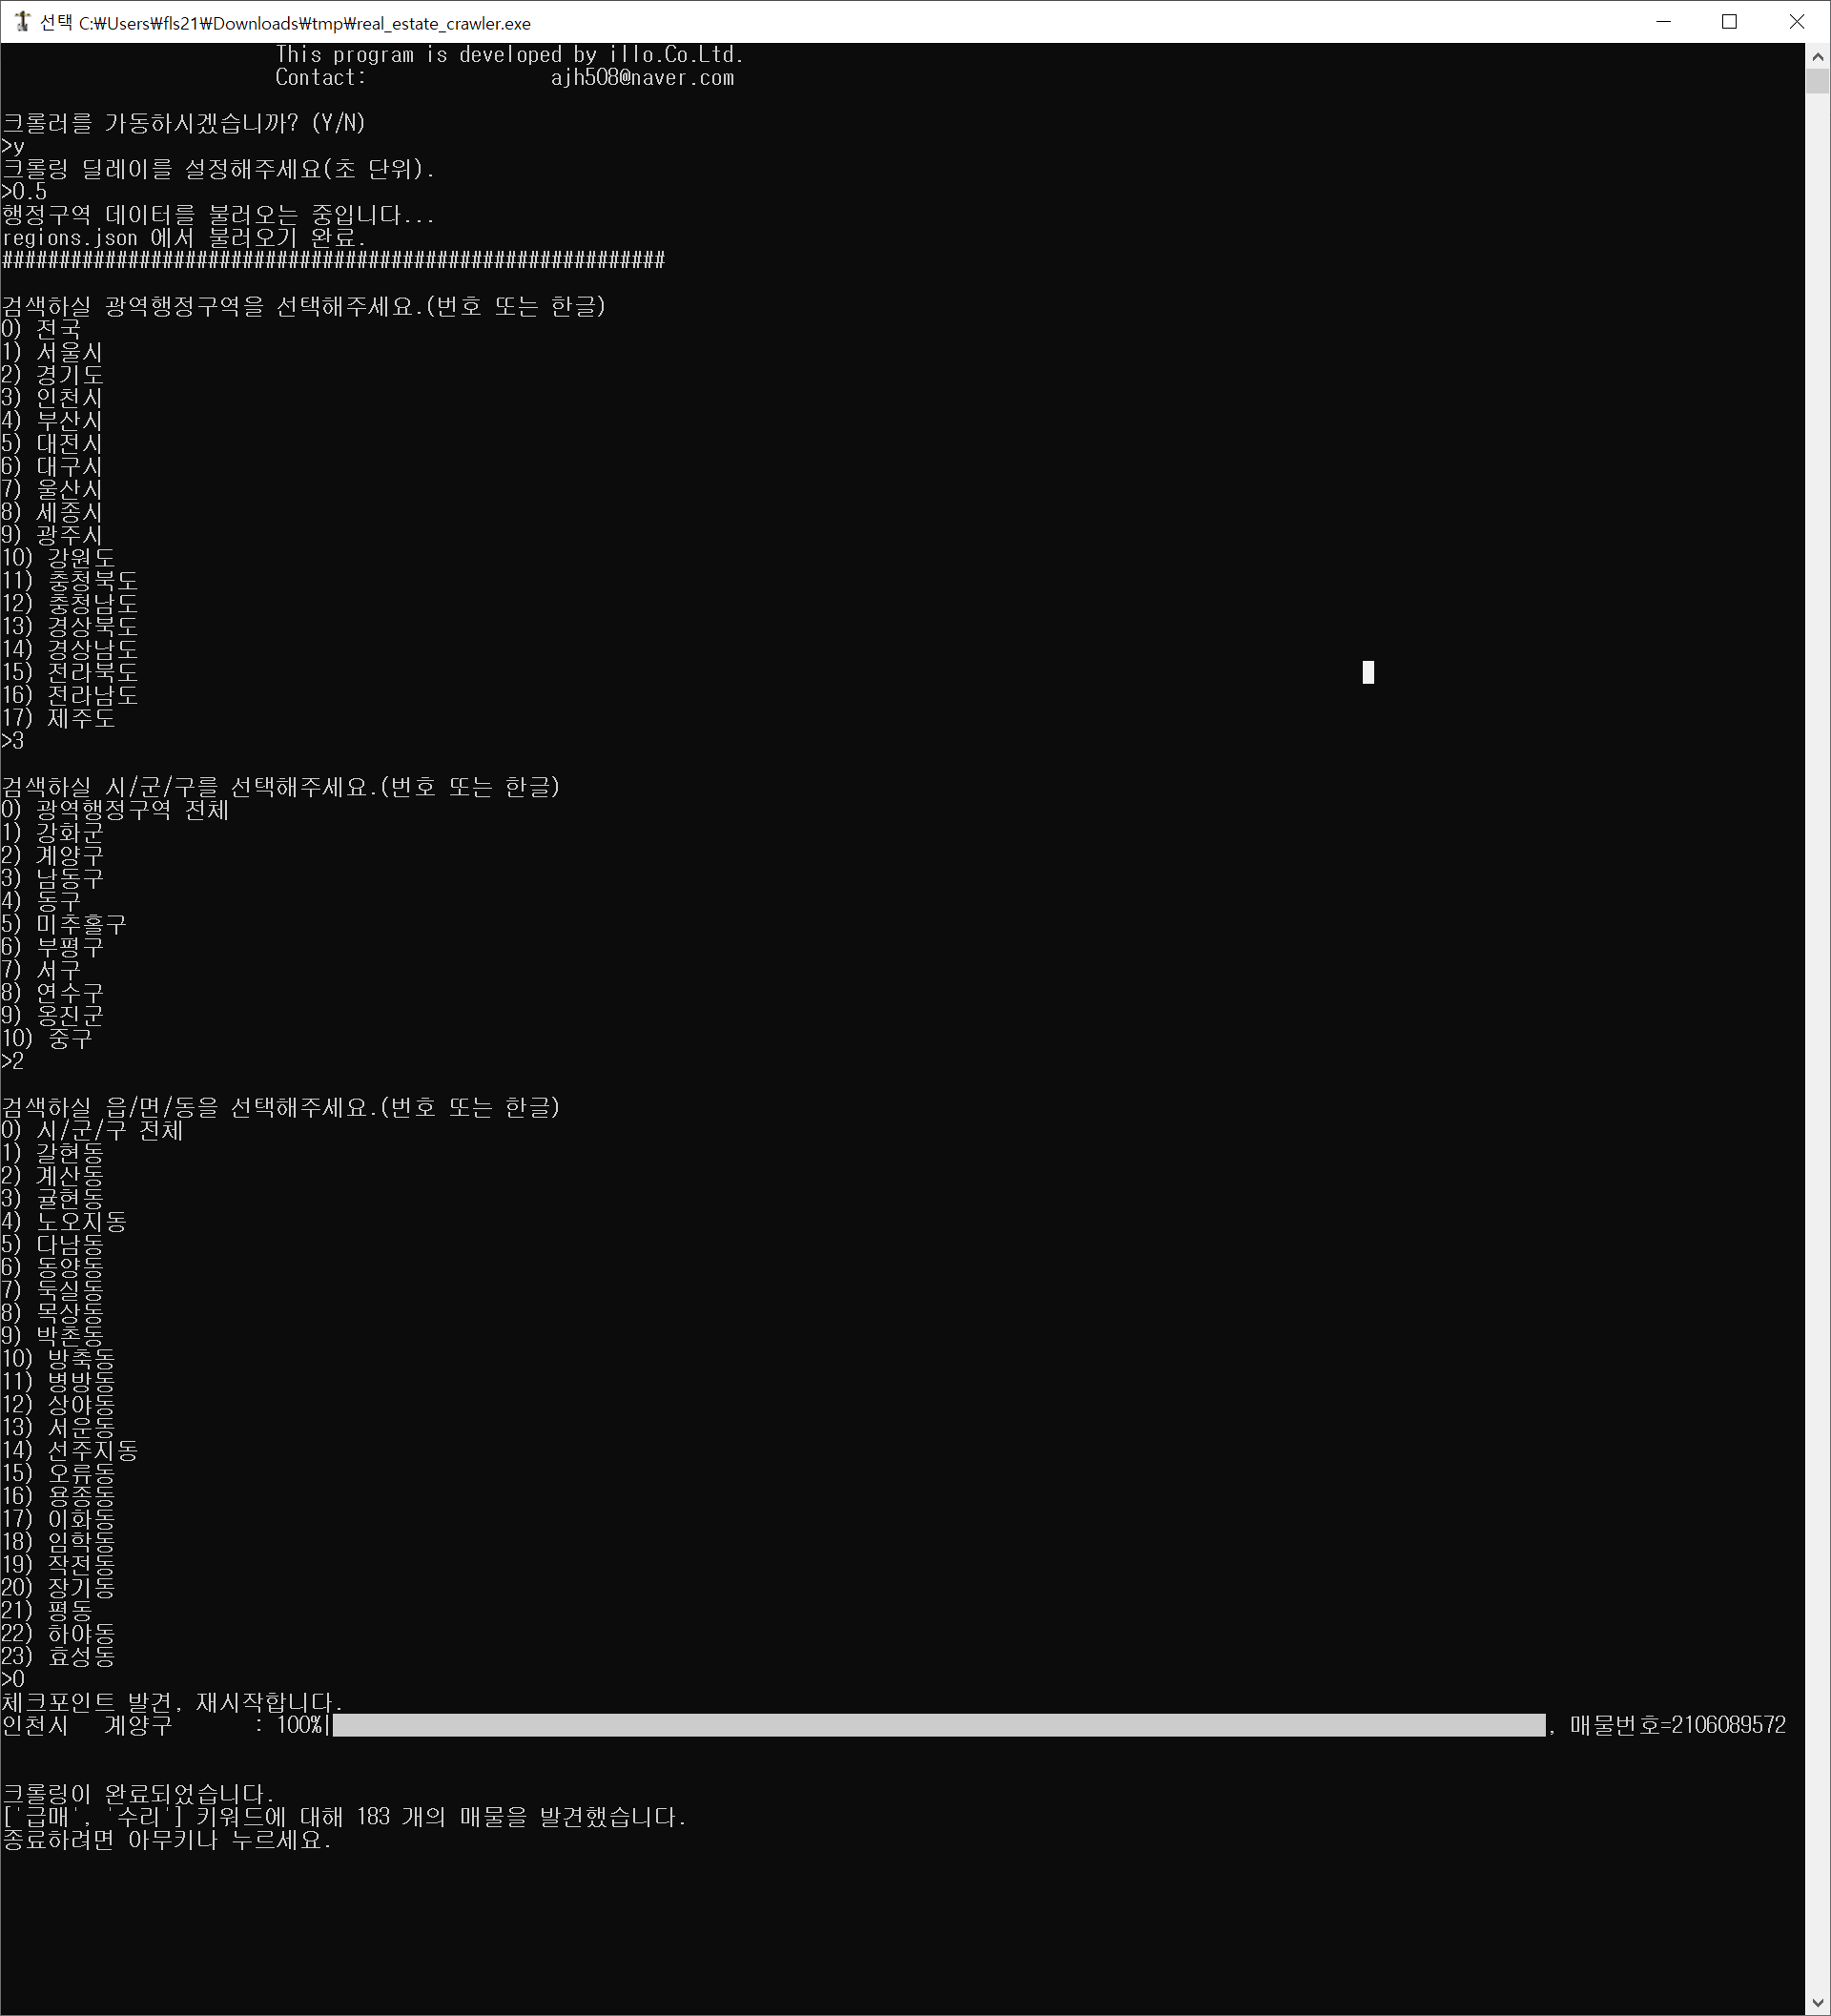 선택 C:₩Users₩fls21₩Downloads₩tmp₩real_estate_crawler.exe
This program is developed by illo.Co.Ltd.
Contact: ajh508@naver.com
크롤러를 가동하시겠습니까? (Y/N)
>y
크롤링 딜레이를 설정해주세요(초 단위).
>0.5
행정구역 데이터를 불러오는 중입니다...
regions.json 에서 불러오기 완료.
##########################################################
검색하실 광역행정구역을 선택해주세요.(번호 또는 한글)
0) 전국
1) 서울시
2) 경기도
3) 인천시
4) 부산시
5) 대전시
6) 대구시
7) 울산시
8) 세종시
9) 광주시
10) 강원도
11) 충청북도
12) 충청남도
13) 경상북도
14) 경상남도
15) 전라북도
16) 전라남도
17) 제주도
>3
검색하실 시/군/구를 선택해주세요.(번호 또는 한글)
0) 광역행정구역 전체
1) 강화군
2) 계양구
3) 남동구
4) 동구
5) 미추홀구
6) 부평구
7) 서구
8) 연수구
9) 옹진군
10) 중구
>2
검색하실 읍/면/동을 선택해주세요.(번호 또는 한글)
0) 시/군/구 전체
1) 갈현동
2) 계산동
3) 귤현동
4) 노오지동
5) 다남동
6) 동양동
7) 둑실동
8) 목상동
9) 박촌동
10) 방축동
11) 병방동
12) 상야동
13) 서운동
14) 선주지동
15) 오류동
16) 용종동
17) 이화동
18) 임학동
19) 작전동
20) 장기동
21) 평동
22) 하야동
23) 효성동
>0
체크포인트 발견, 재시작합니다.
인천시 계양구 : 100%| , 매물번호=2106089572
크롤링이 완료되었습니다.
['급매', '수리'] 키워드에 대해 183 개의 매물을 발견했습니다.
종료하려면 아무키나 누르세요.